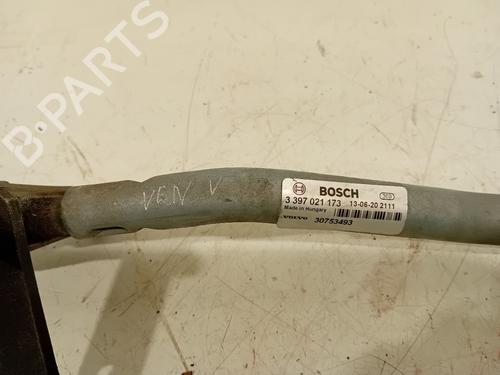 VEN V
BOSCH
3 397 021 173 13-06-20 2111
Made in Hungary
VOLVO 30753493
B-PARTS